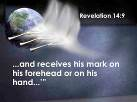 Revelation 14:9
...and receives his mark on
his forehead or on his
hand...’”